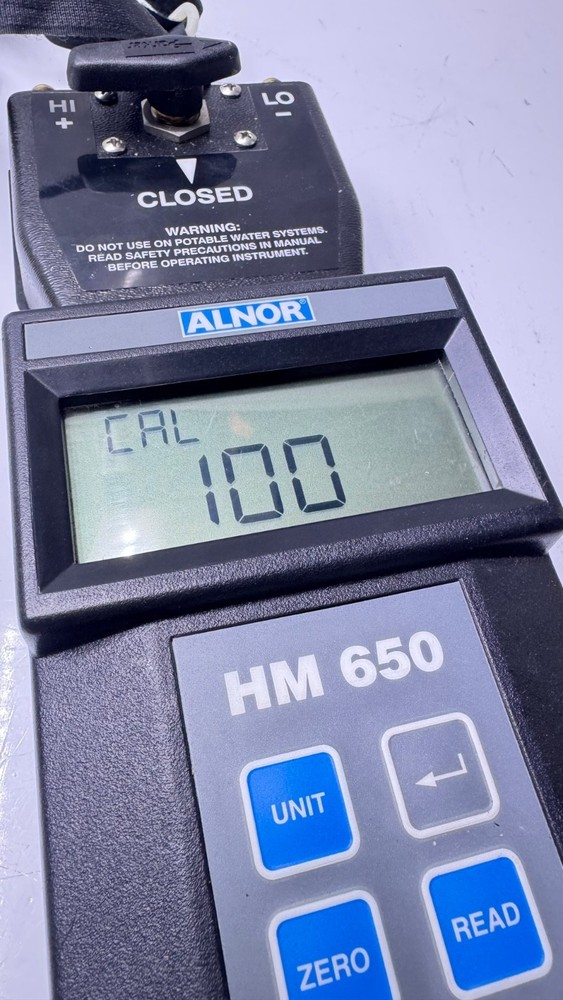 HI
+
LO
−
CLOSED
WARNING:
DO NOT USE ON POTABLE WATER SYSTEMS.
READ SAFETY PRECAUTIONS IN MANUAL
BEFORE OPERATING INSTRUMENT.
ALNOR®
CAL
100
HM 650
UNIT
ZERO
READ